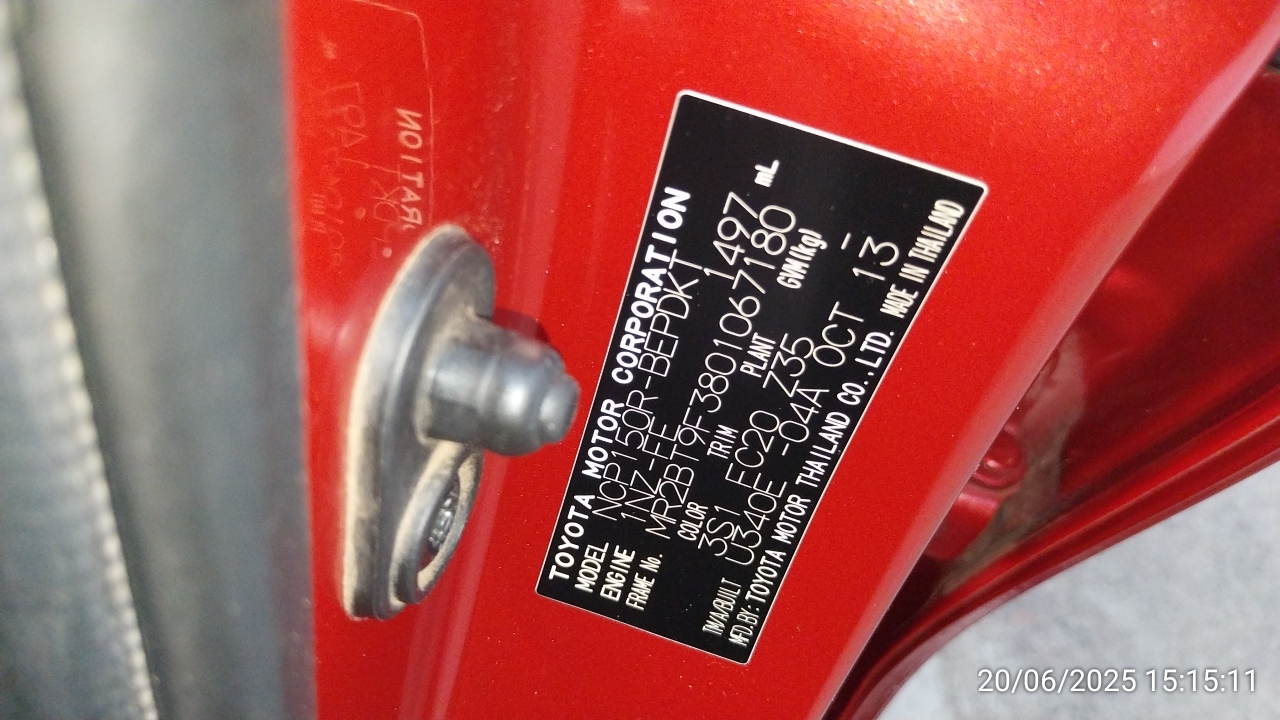 TOYOTA MOTOR CORPORATION
MODEL NCP150R-BEPDKT
ENGINE 1NZ-FE 1497 mL
FRAME No. MR2BT9F3801067180
COLOR TRIM PLANT GVM(kg)
3S1 FC20 Z35 -
TM/A/BUILT U340E -04A OCT 13
MFD.BY: TOYOTA MOTOR THAILAND CO.,LTD. MADE IN THAILAND
20/06/2025 15:15:11